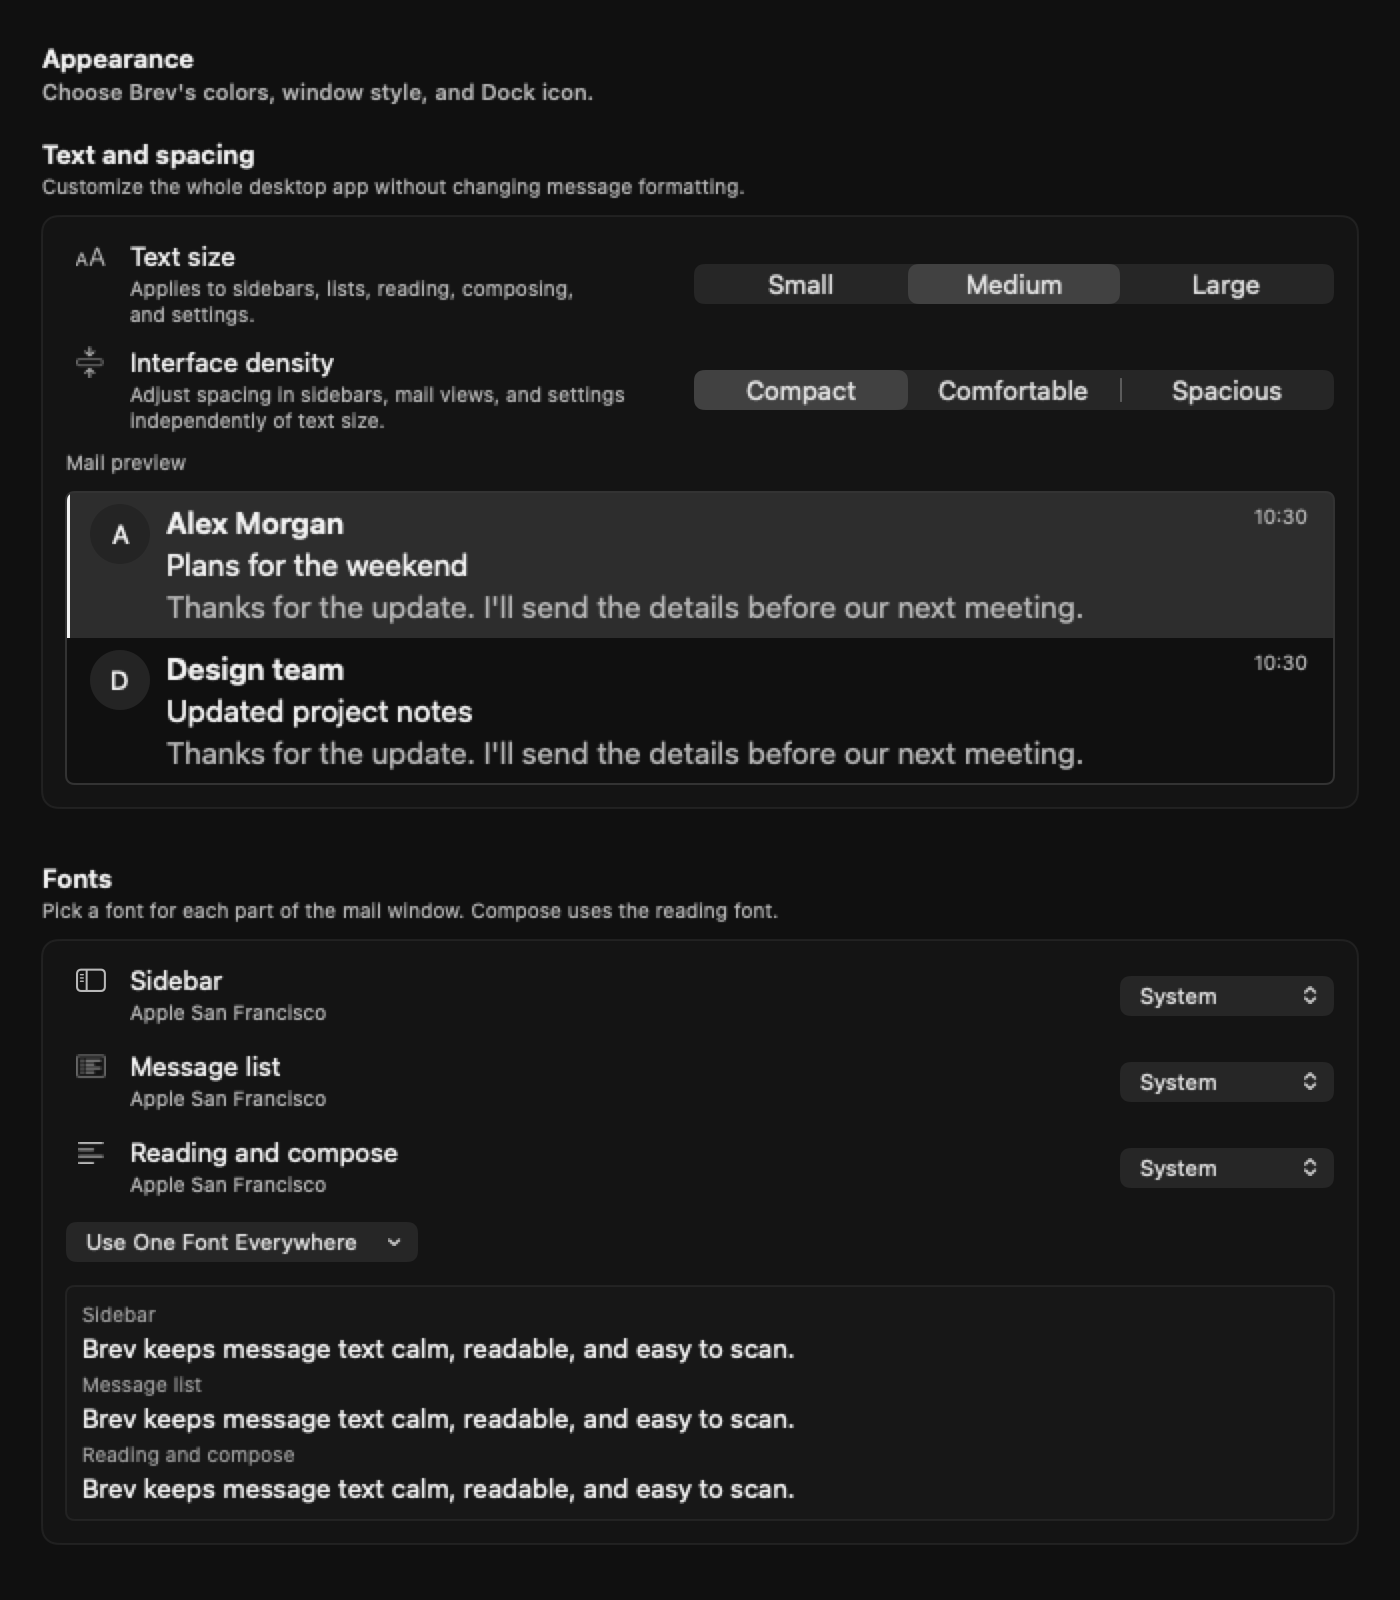 Appearance
Choose Brev's colors, window style, and Dock icon.
Text and spacing
Customize the whole desktop app without changing message formatting.
AA Text size
Applies to sidebars, lists, reading, composing,
and settings.
Small Medium Large
Interface density
Adjust spacing in sidebars, mail views, and settings
independently of text size.
Compact Comfortable Spacious
Mail preview
A Alex Morgan 10:30
Plans for the weekend
Thanks for the update. I'll send the details before our next meeting.
D Design team 10:30
Updated project notes
Thanks for the update. I'll send the details before our next meeting.
Fonts
Pick a font for each part of the mail window. Compose uses the reading font.
Sidebar
Apple San Francisco
System
Message list
Apple San Francisco
System
Reading and compose
Apple San Francisco
System
Use One Font Everywhere
Sidebar
Brev keeps message text calm, readable, and easy to scan.
Message list
Brev keeps message text calm, readable, and easy to scan.
Reading and compose
Brev keeps message text calm, readable, and easy to scan.